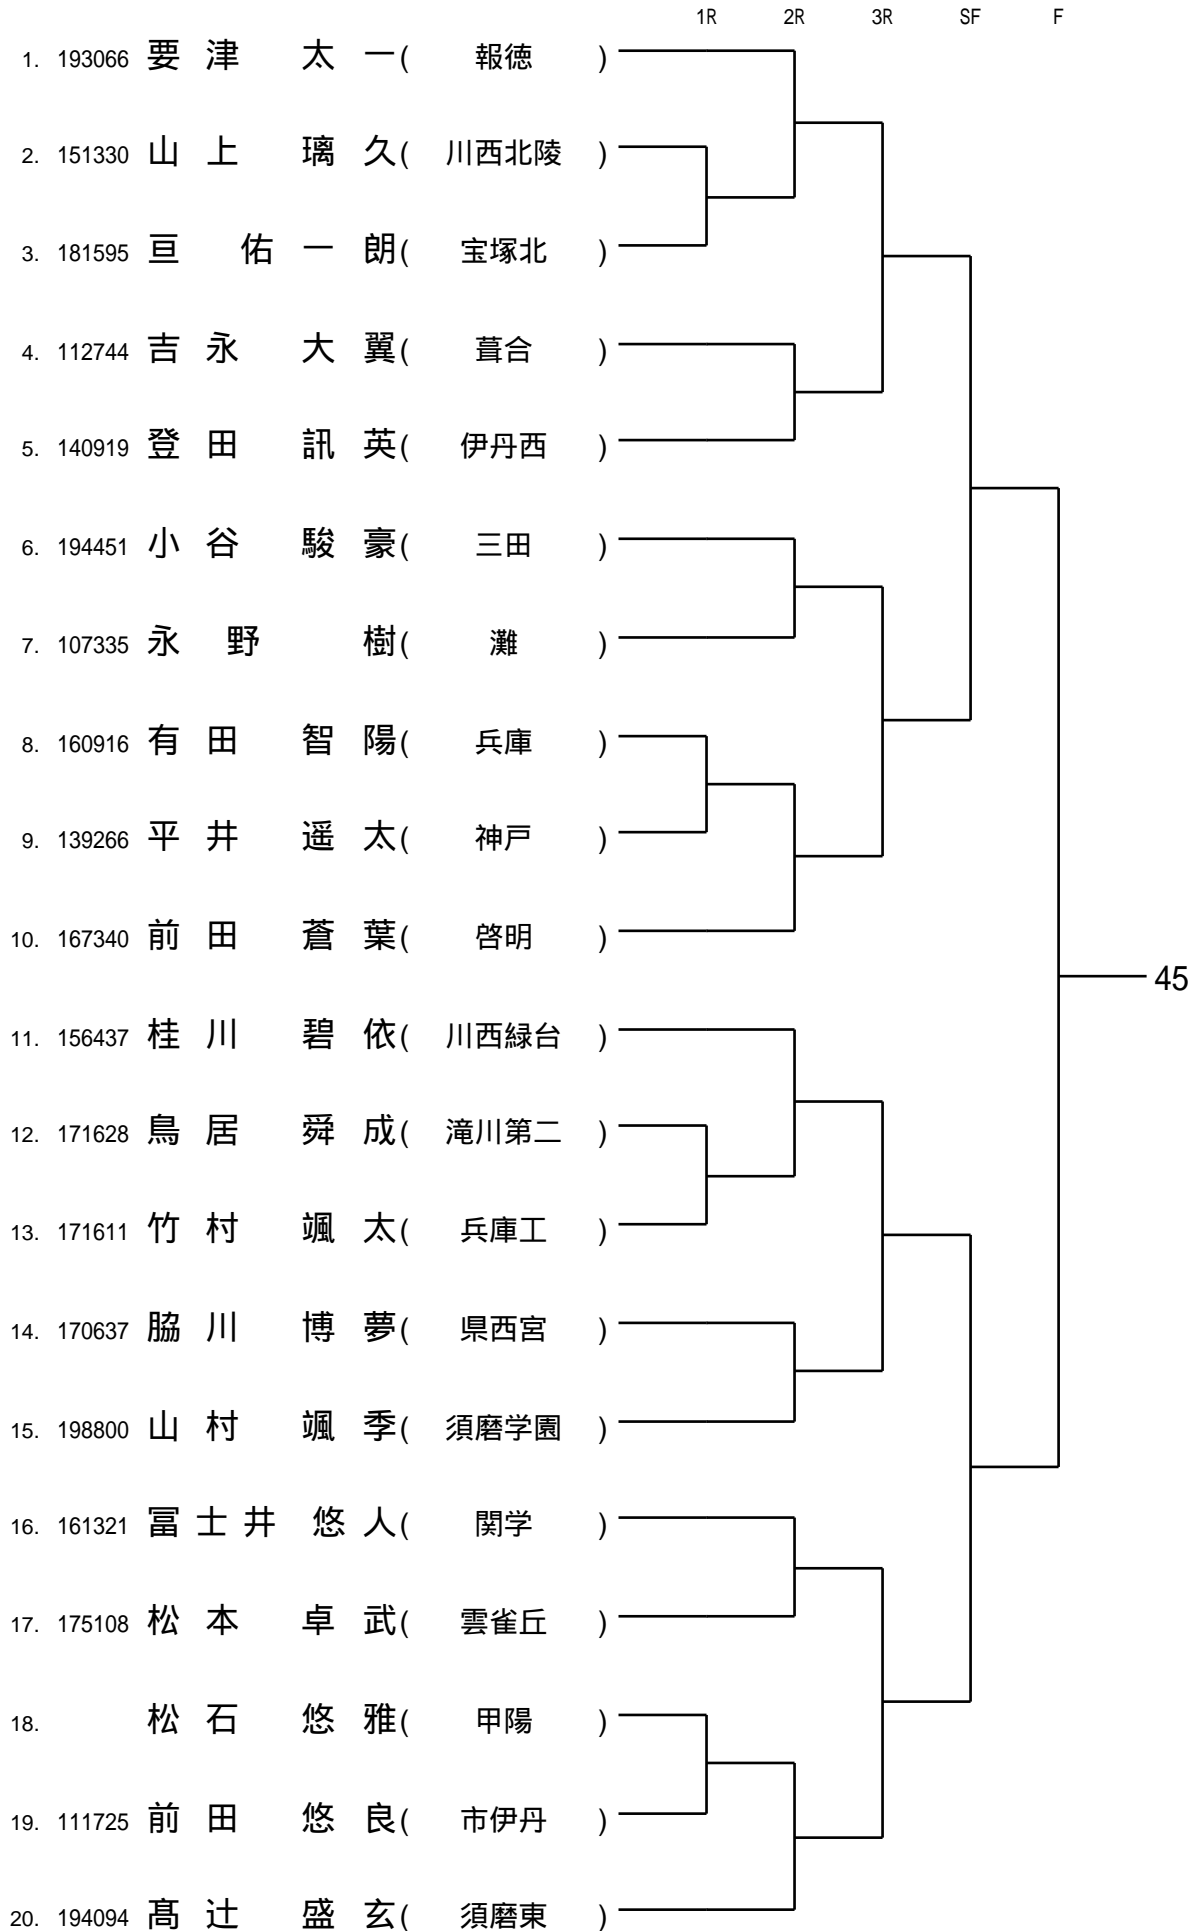 1R 2R 3R SF F
1. 193066 要津 太一( 報徳 )
2. 151330 山上 璃久( 川西北陵 )
3. 181595 亘 佑一朗( 宝塚北 )
4. 112744 吉永 大翼( 葺合 )
5. 140919 登田 訊英( 伊丹西 )
6. 194451 小谷 駿豪( 三田 )
7. 107335 永野 樹( 灘 )
8. 160916 有田 智陽( 兵庫 )
9. 139266 平井 遥太( 神戸 )
10. 167340 前田 蒼葉( 啓明 )
45
11. 156437 桂川 碧依( 川西緑台 )
12. 171628 鳥居 舜成( 滝川第二 )
13. 171611 竹村 颯太( 兵庫工 )
14. 170637 脇川 博夢( 県西宮 )
15. 198800 山村 颯季( 須磨学園 )
16. 161321 冨士井 悠人( 関学 )
17. 175108 松本 卓武( 雲雀丘 )
18. 松石 悠雅( 甲陽 )
19. 111725 前田 悠良( 市伊丹 )
20. 194094 髙辻 盛玄( 須磨東 )